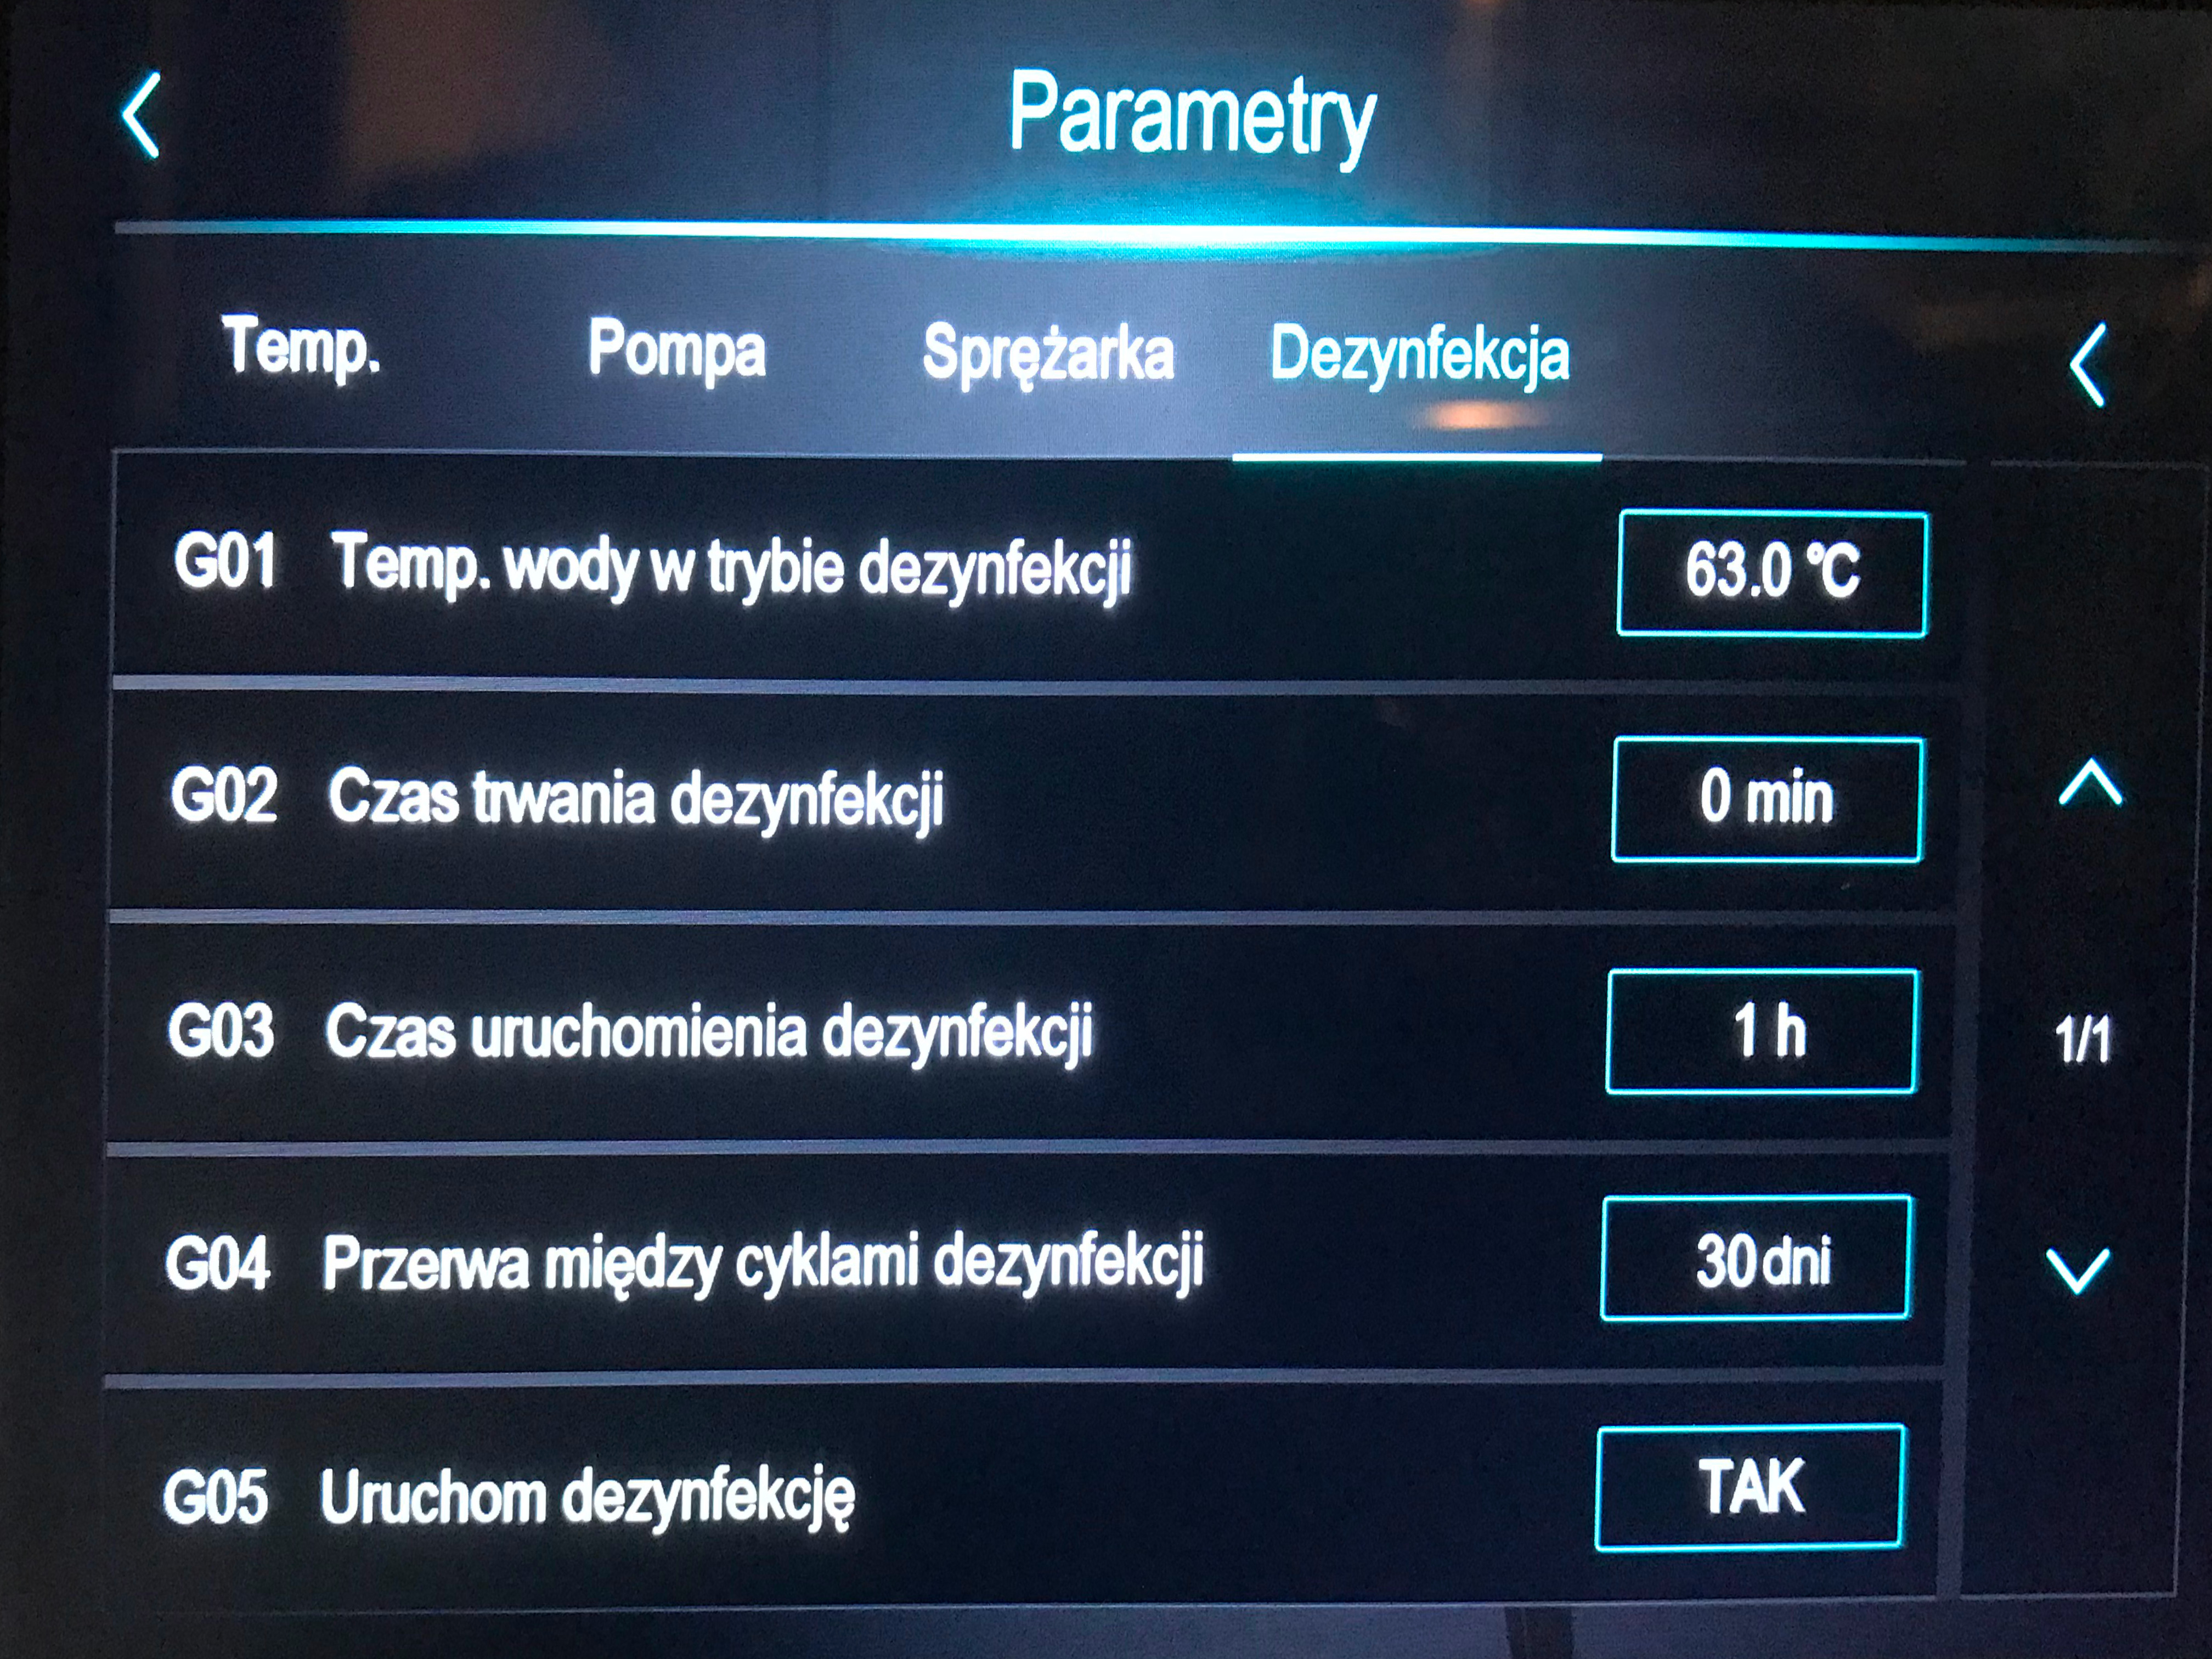 Parametry
Temp. Pompa Sprężarka Dezynfekcja
G01 Temp. wody w trybie dezynfekcji 63.0 °C
G02 Czas trwania dezynfekcji 0 min
G03 Czas uruchomienia dezynfekcji 1 h
1/1
G04 Przerwa między cyklami dezynfekcji 30 dni
G05 Uruchom dezynfekcję TAK